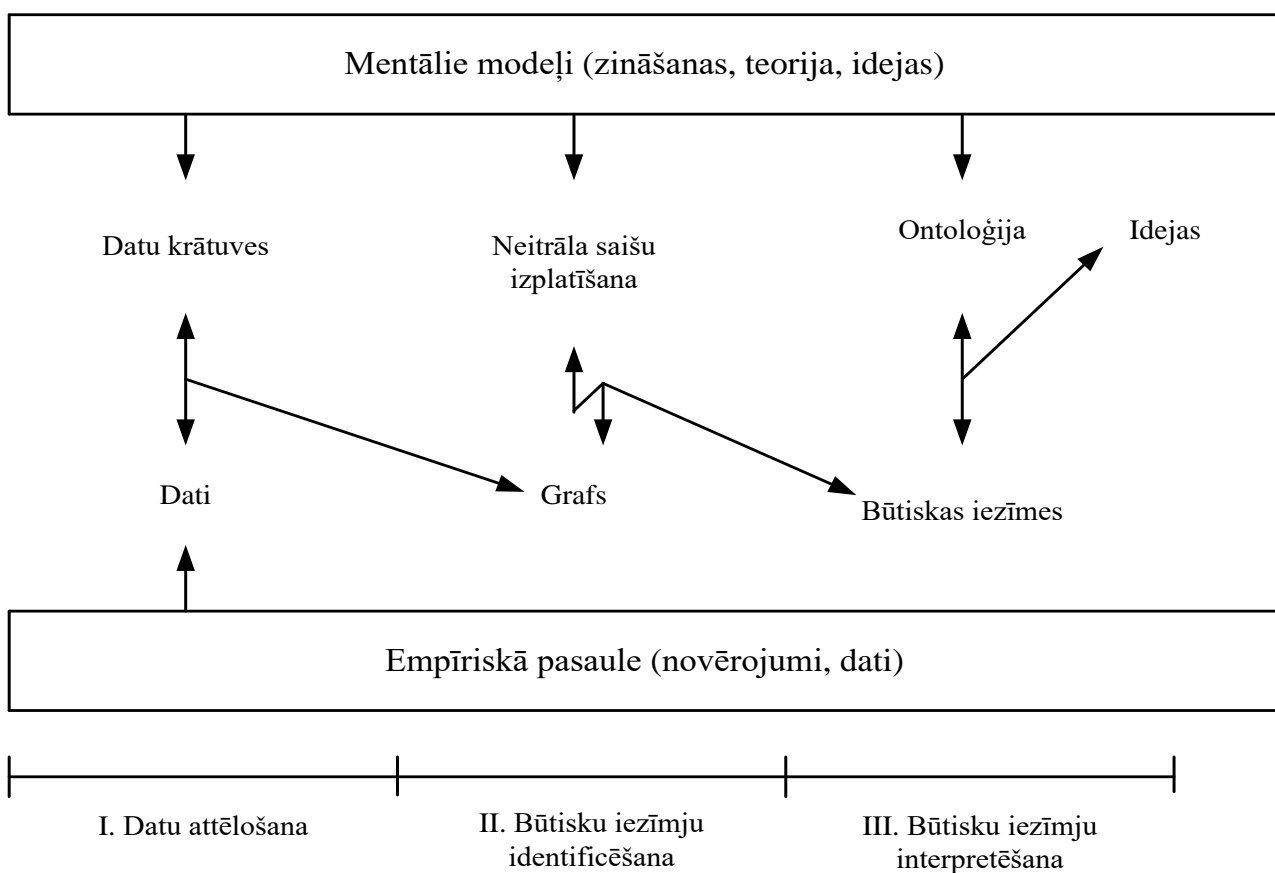 Mentālie modeļi (zināšanas, teorija, idejas)
Datu krātuves
Neitrāla saišu
izplatīšana
Ontoloģija
Idejas
Dati
Grafs
Būtiskas iezīmes
Empīriskā pasaule (novērojumi, dati)
I. Datu attēlošana
II. Būtisku iezīmju
identificēšana
III. Būtisku iezīmju
interpretēšana